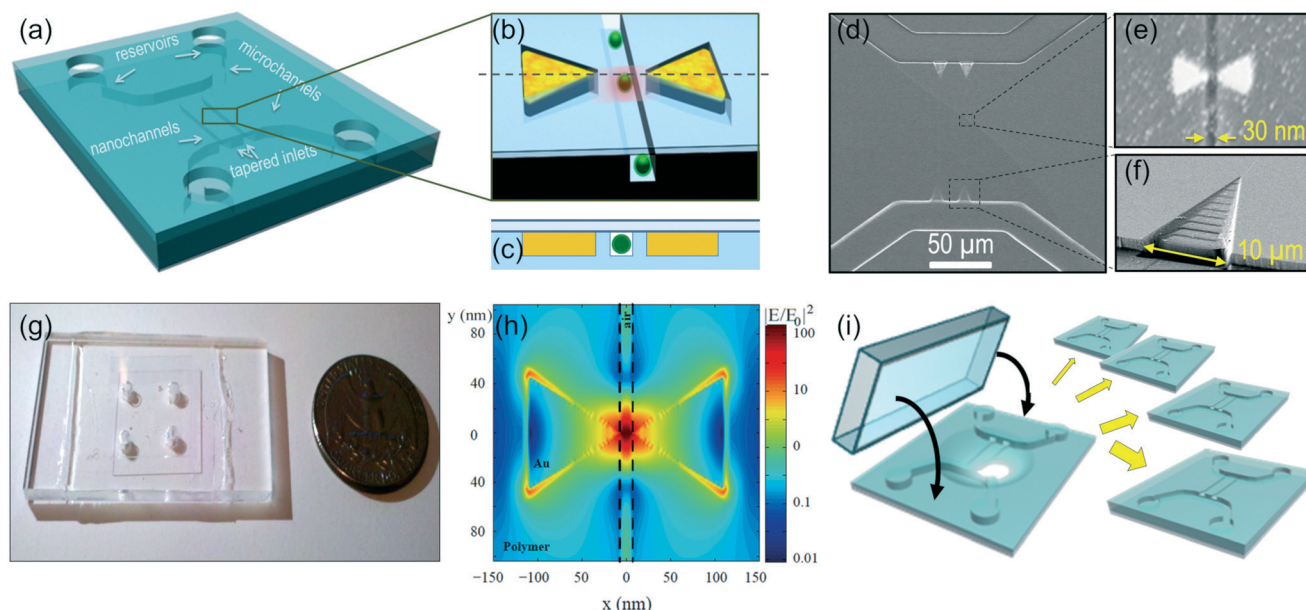 (a)
reservoirs
microchannels
nanochannels
tapered inlets
(b)
(c)
(d)
50 μm
(e)
30 nm
(f)
10 μm
(g)
(h)
y (nm)
|E/E₀|²
air
80
40
0
40
80
Au
Polymer
−150
−100
−50
0
50
100
150
x (nm)
100
10
0
0.1
0.01
(i)